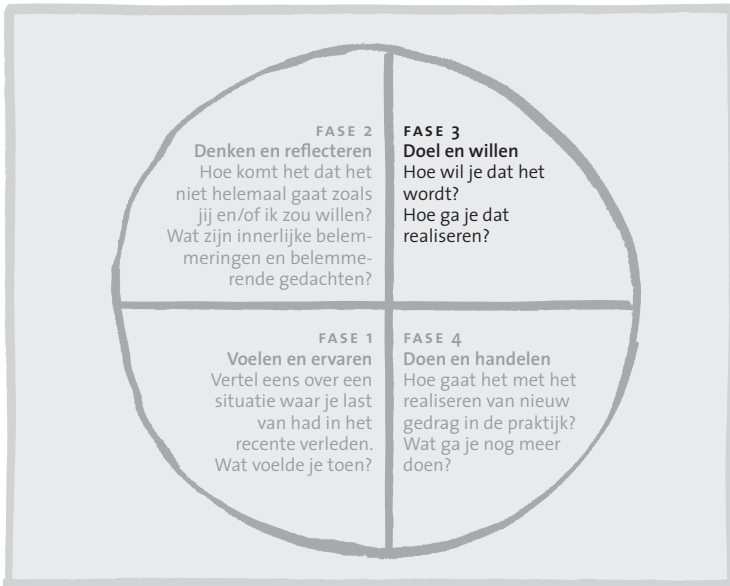 FASE 2
Denken en reflecteren
Hoe komt het dat het
niet helemaal gaat zoals
jij en/of ik zou willen?
Wat zijn innerlijke belem-
meringen en belemme-
rende gedachten?
FASE 3
Doel en willen
Hoe wil je dat het
wordt?
Hoe ga je dat
realiseren?
FASE 1
Voelen en ervaren
Vertel eens over een
situatie waar je last
van had in het
recente verleden.
Wat voelde je toen?
FASE 4
Doen en handelen
Hoe gaat het met het
realiseren van nieuw
gedrag in de praktijk?
Wat ga je nog meer
doen?